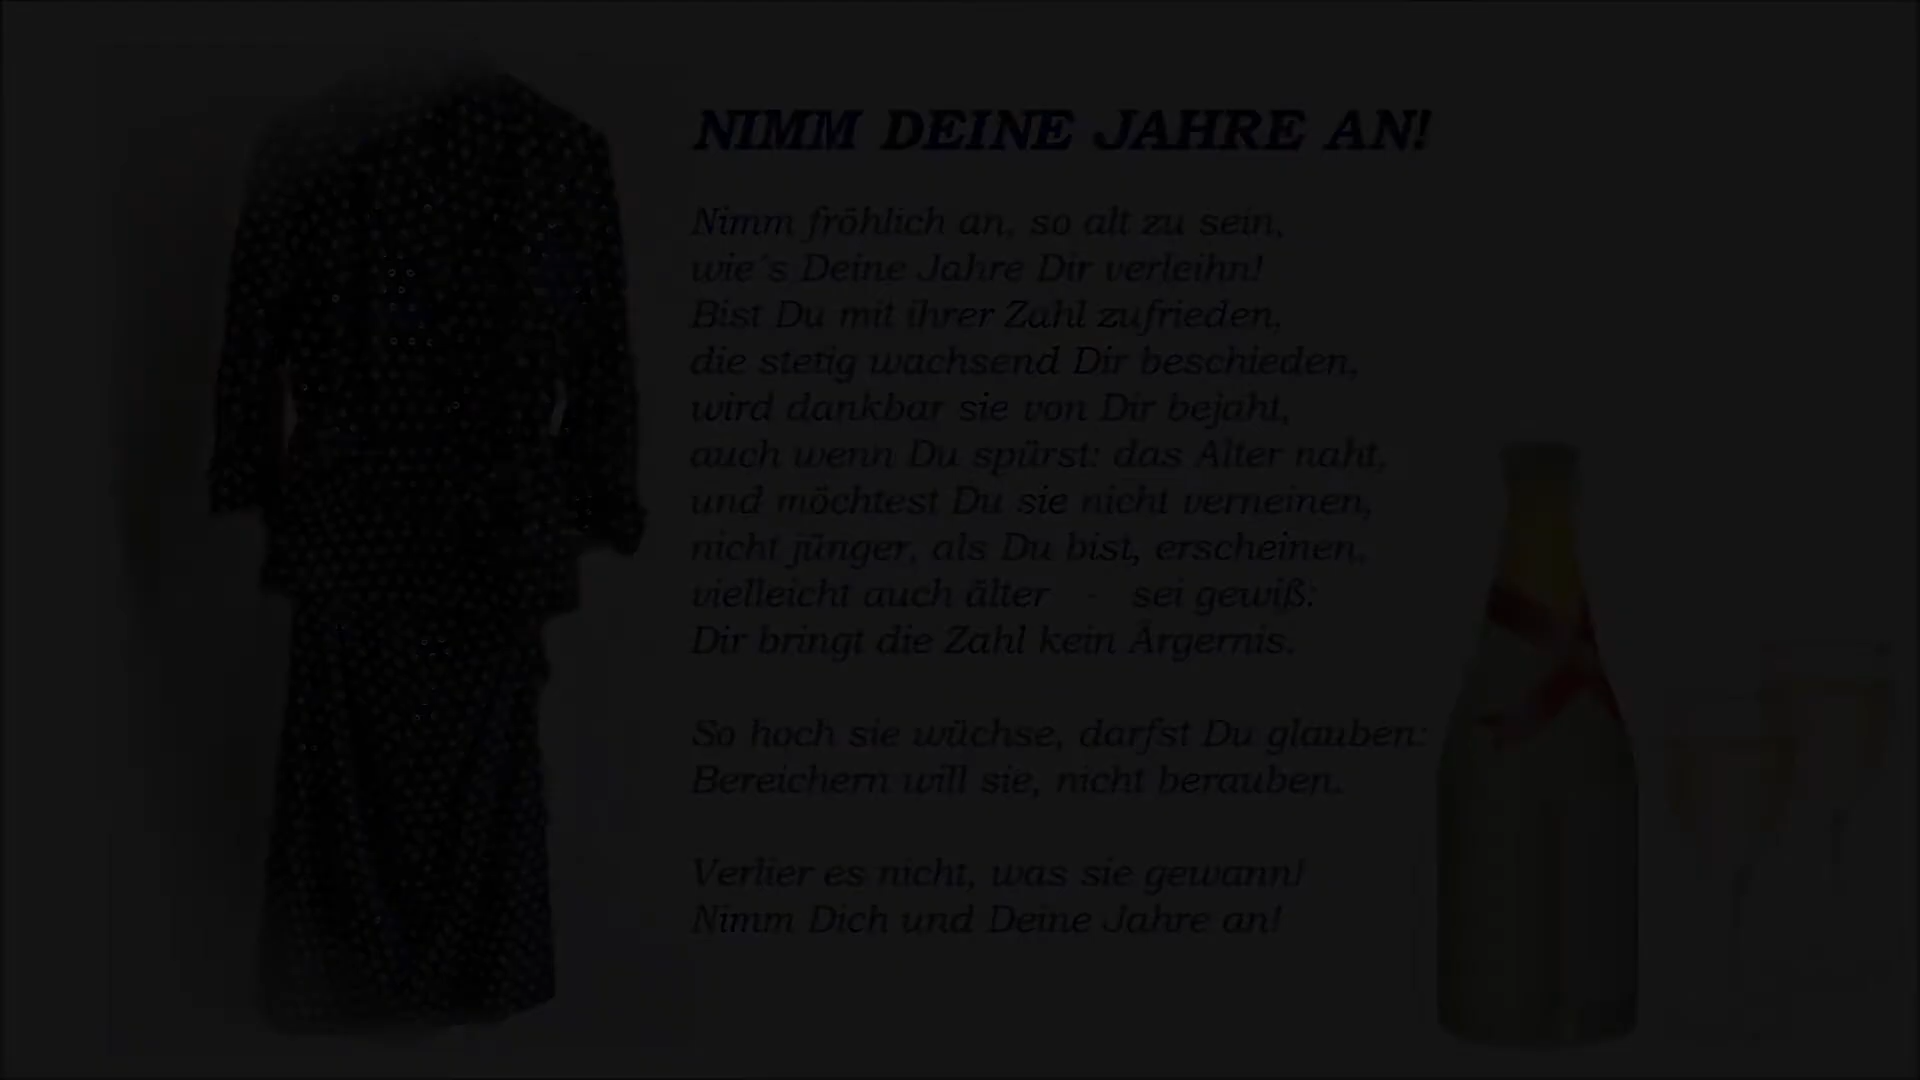 NIMM DEINE JAHRE AN!
Nimm fröhlich an, so alt zu sein,
wie´s Deine Jahre Dir verleihn!
Bist Du mit ihrer Zahl zufrieden,
die stetig wachsend Dir beschieden,
wird dankbar sie von Dir bejaht,
auch wenn Du spürst: das Alter naht,
und möchtest Du sie nicht verneinen,
nicht jünger, als Du bist, erscheinen,
vielleicht auch älter - sei gewiß:
Dir bringt die Zahl kein Ärgernis.
So hoch sie wüchse, darfst Du glauben:
Bereichern will sie, nicht berauben.
Verlier es nicht, was sie gewann!
Nimm Dich und Deine Jahre an!